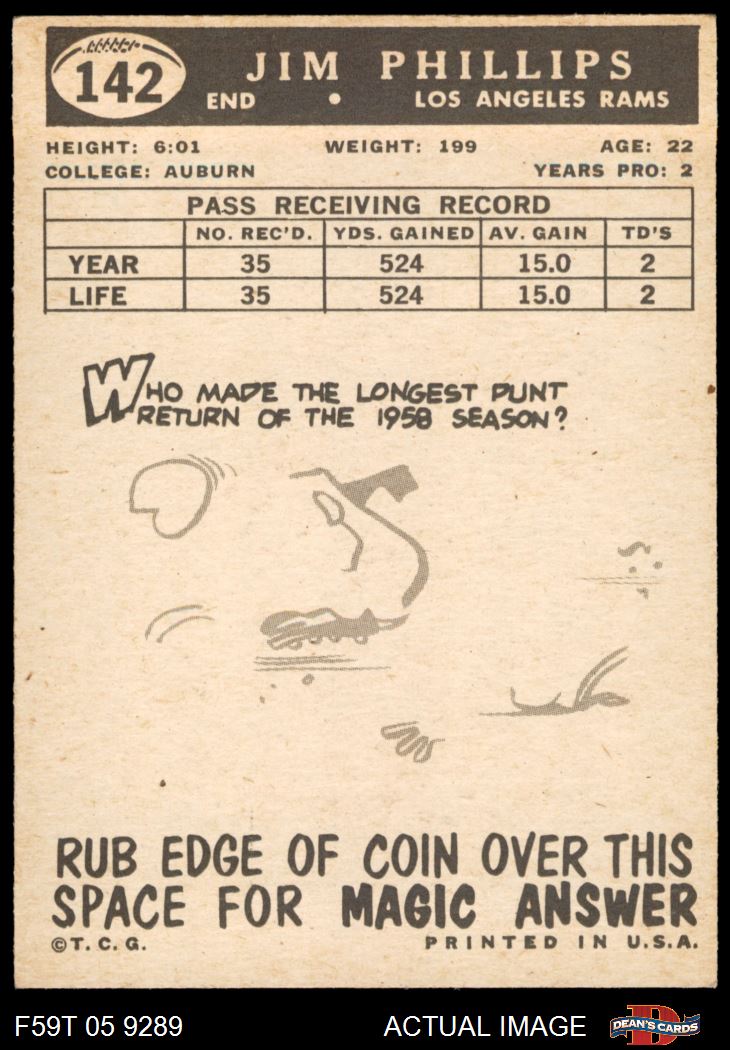 142
JIM PHILLIPS
END • LOS ANGELES RAMS
HEIGHT: 6:01 WEIGHT: 199 AGE: 22
COLLEGE: AUBURN YEARS PRO: 2
PASS RECEIVING RECORD
NO. REC'D. YDS. GAINED AV. GAIN TD'S
YEAR 35 524 15.0 2
LIFE 35 524 15.0 2
WHO MADE THE LONGEST PUNT
RETURN OF THE 1958 SEASON?
RUB EDGE OF COIN OVER THIS
SPACE FOR MAGIC ANSWER
©T. C. G. PRINTED IN U.S.A.
F59T 05 9289 ACTUAL IMAGE D DEAN'S CARDS